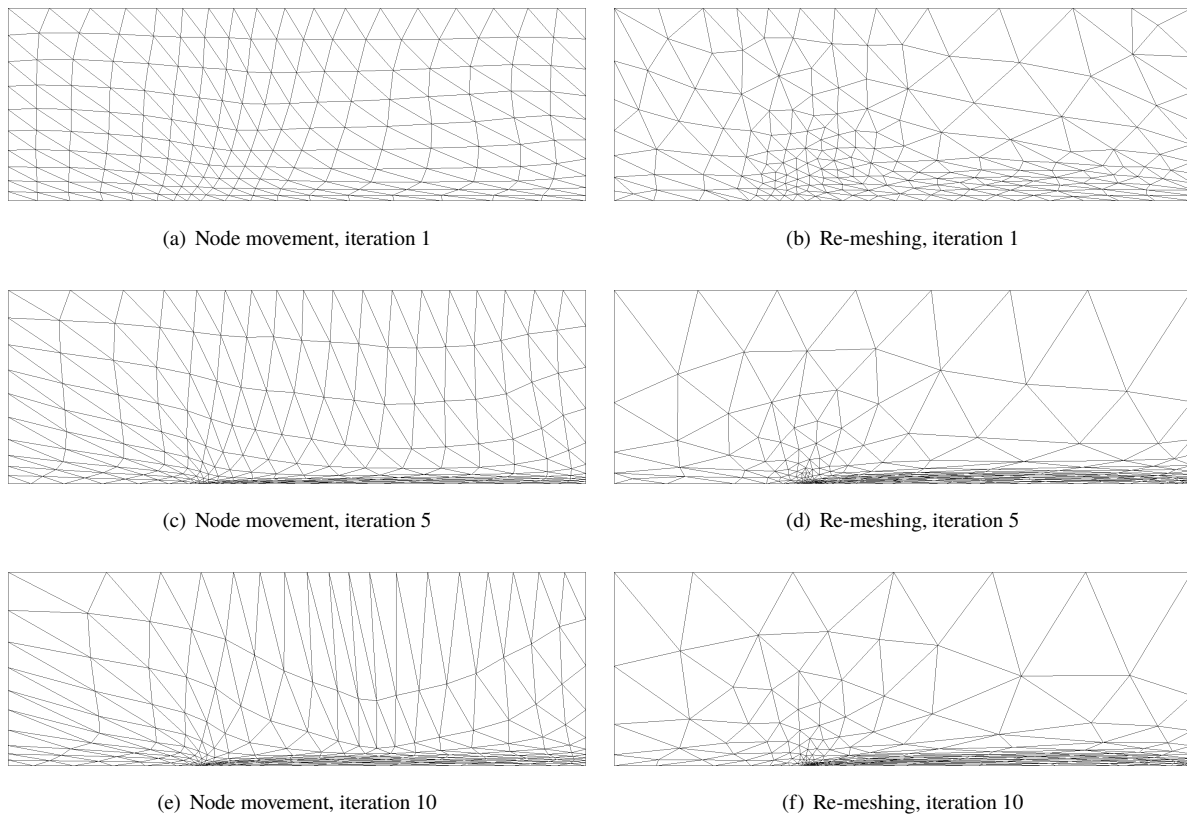 (a) Node movement, iteration 1
(b) Re-meshing, iteration 1
(c) Node movement, iteration 5
(d) Re-meshing, iteration 5
(e) Node movement, iteration 10
(f) Re-meshing, iteration 10